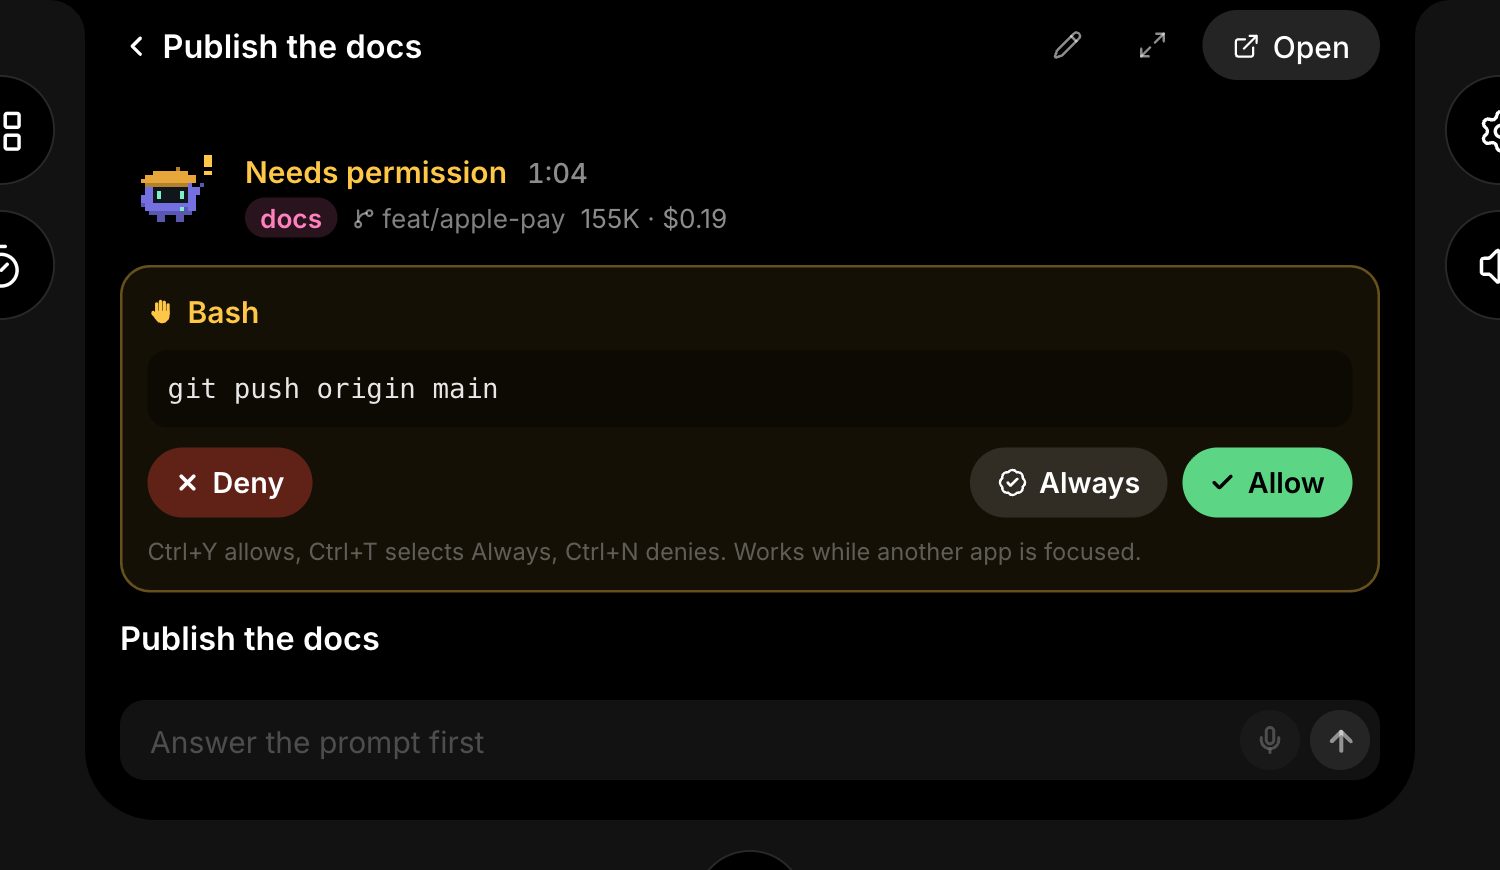 Publish the docs
Open
Needs permission 1:04
docs feat/apple-pay 155K · $0.19
Bash
git push origin main
Deny
Always
Allow
Ctrl+Y allows, Ctrl+T selects Always, Ctrl+N denies. Works while another app is focused.
Publish the docs
Answer the prompt first